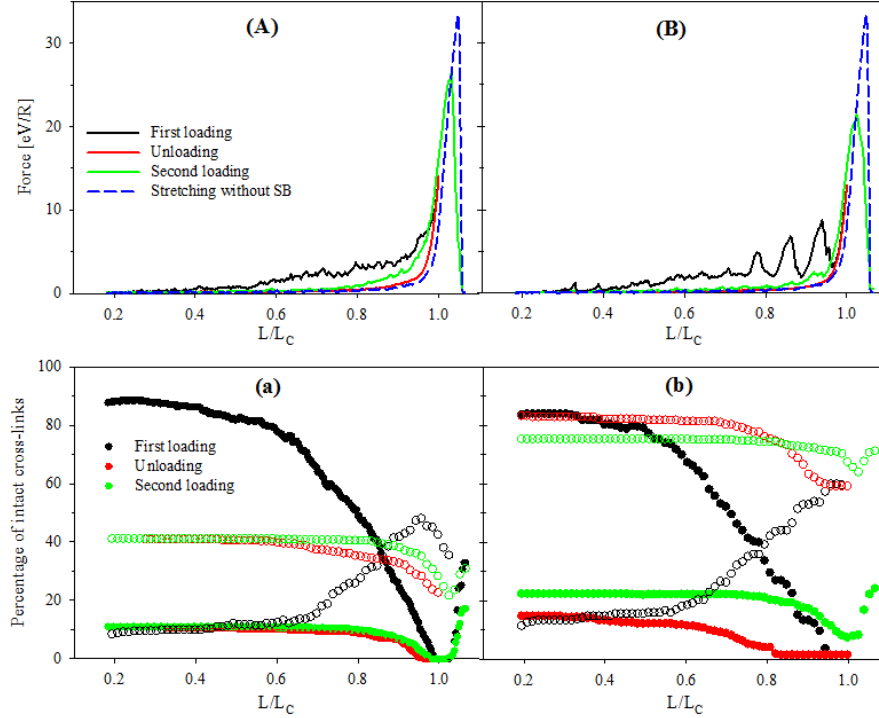 (A)
(B)
30
20
10
0
Force [eV/R]
First loading
Unloading
Second loading
Stretching without SB
0.2 0.4 0.6 0.8 1.0
L/LC
0.2 0.4 0.6 0.8 1.0
L/LC
(a)
(b)
100
80
60
40
20
0
Percentage of intact cross-links
First loading
Unloading
Second loading
0.2 0.4 0.6 0.8 1.0
L/LC
0.2 0.4 0.6 0.8 1.0
L/LC